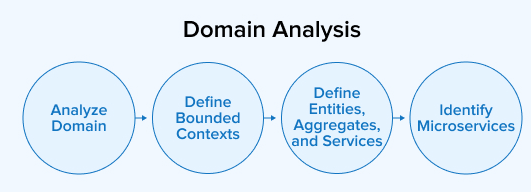 Domain Analysis
Analyze
Domain
Define
Bounded
Contexts
Define
Entities,
Aggregates,
and Services
Identify
Microservices